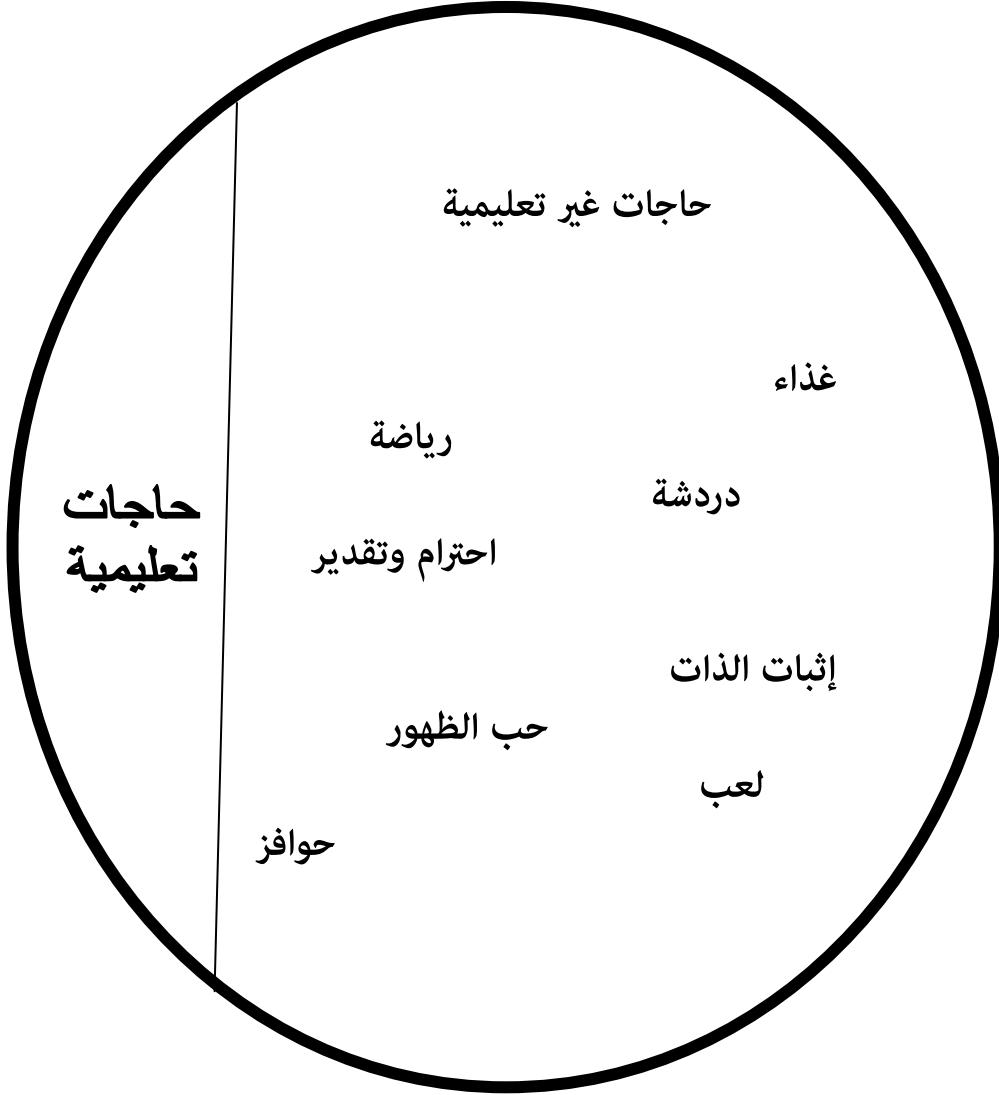 حاجات غير تعليمية
غذاء
رياضة
دردشة
احترام وتقدير
إثبات الذات
حب الظهور
لعب
حوافز
حاجات
تعليمية